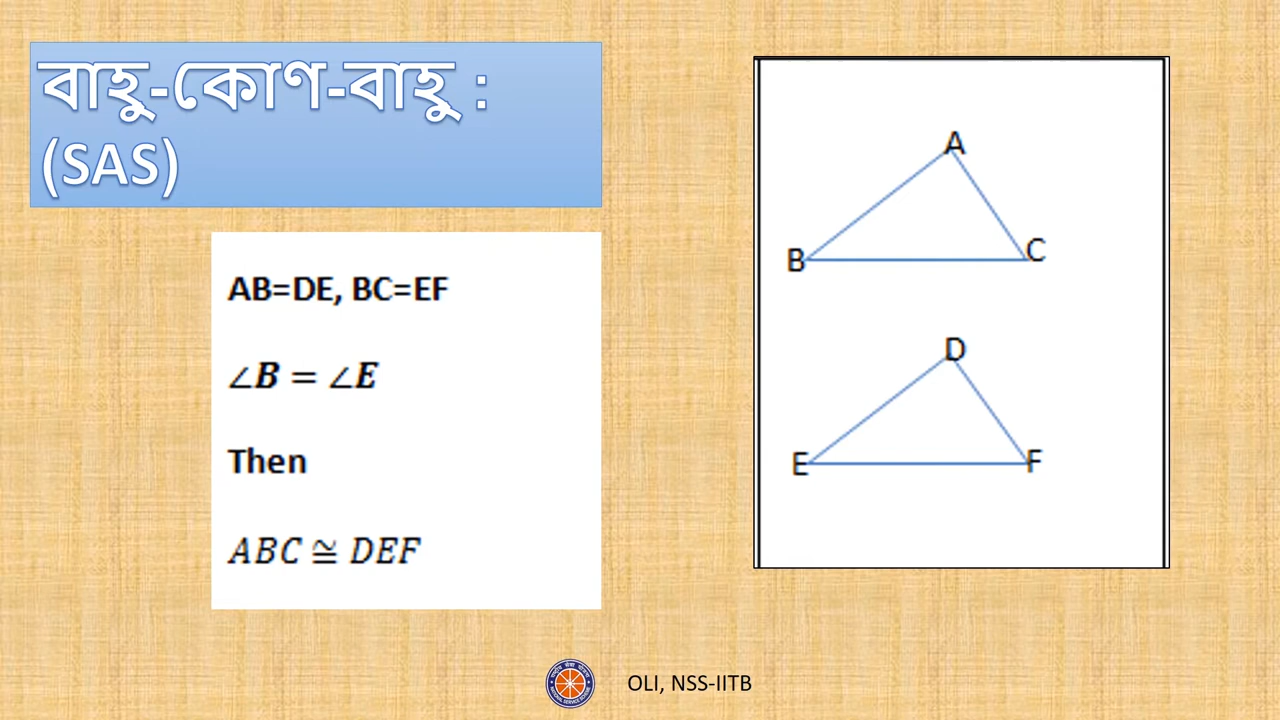 বাহু-কোণ-বাহু :
(SAS)
AB=DE, BC=EF
∠B = ∠E
Then
ABC ≅ DEF
A
B
C
D
E
F
OLI, NSS-IITB